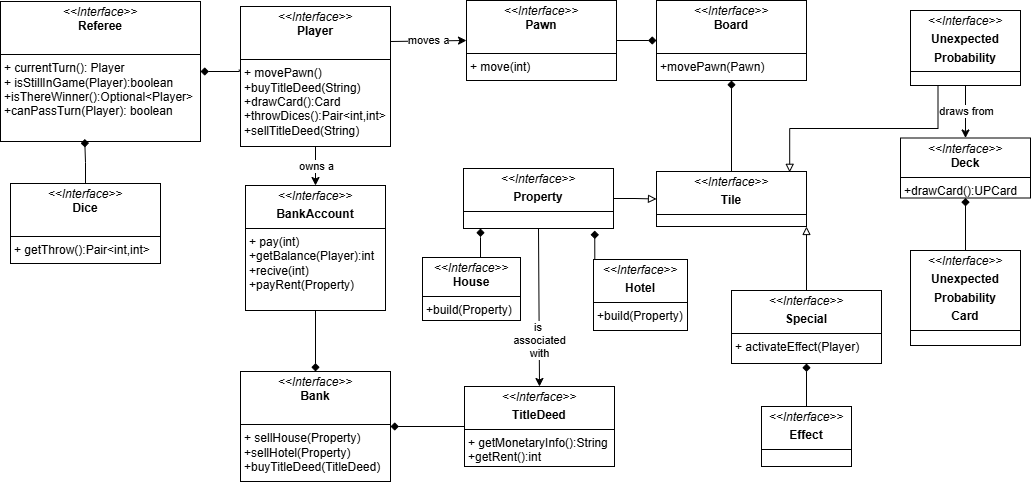 <<Interface>>
Referee
+ currentTurn(): Player
+ isStillInGame(Player):boolean
+isThereWinner():Optional<Player>
+canPassTurn(Player): boolean
<<Interface>>
Player
+ movePawn()
+buyTitleDeed(String)
+drawCard():Card
+throwDices():Pair<int,int>
+sellTitleDeed(String)
moves a
<<Interface>>
Pawn
+ move(int)
<<Interface>>
Board
+movePawn(Pawn)
<<Interface>>
Unexpected
Probability
draws from
<<Interface>>
Deck
+drawCard():UPCard
<<Interface>>
Dice
+ getThrow():Pair<int,int>
owns a
<<Interface>>
BankAccount
+ pay(int)
+getBalance(Player):int
+recive(int)
+payRent(Property)
<<Interface>>
Property
<<Interface>>
Tile
<<Interface>>
House
+build(Property)
<<Interface>>
Hotel
+build(Property)
is
associated
with
<<Interface>>
Special
+ activateEffect(Player)
<<Interface>>
Unexpected
Probability
Card
<<Interface>>
Bank
+ sellHouse(Property)
+sellHotel(Property)
+buyTitleDeed(TitleDeed)
<<Interface>>
TitleDeed
+ getMonetaryInfo():String
+getRent():int
<<Interface>>
Effect